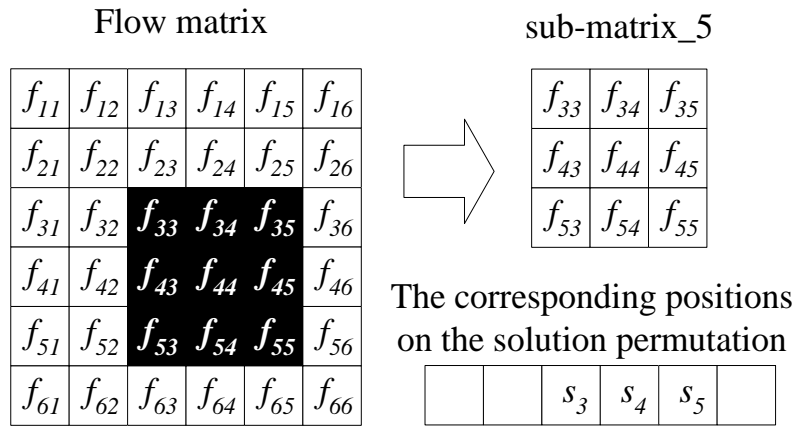 Flow matrix
f11 f12 f13 f14 f15 f16
f21 f22 f23 f24 f25 f26
f31 f32 f33 f34 f35 f36
f41 f42 f43 f44 f45 f46
f51 f52 f53 f54 f55 f56
f61 f62 f63 f64 f65 f66
sub-matrix_5
f33 f34 f35
f43 f44 f45
f53 f54 f55
The corresponding positions
on the solution permutation
s3 s4 s5